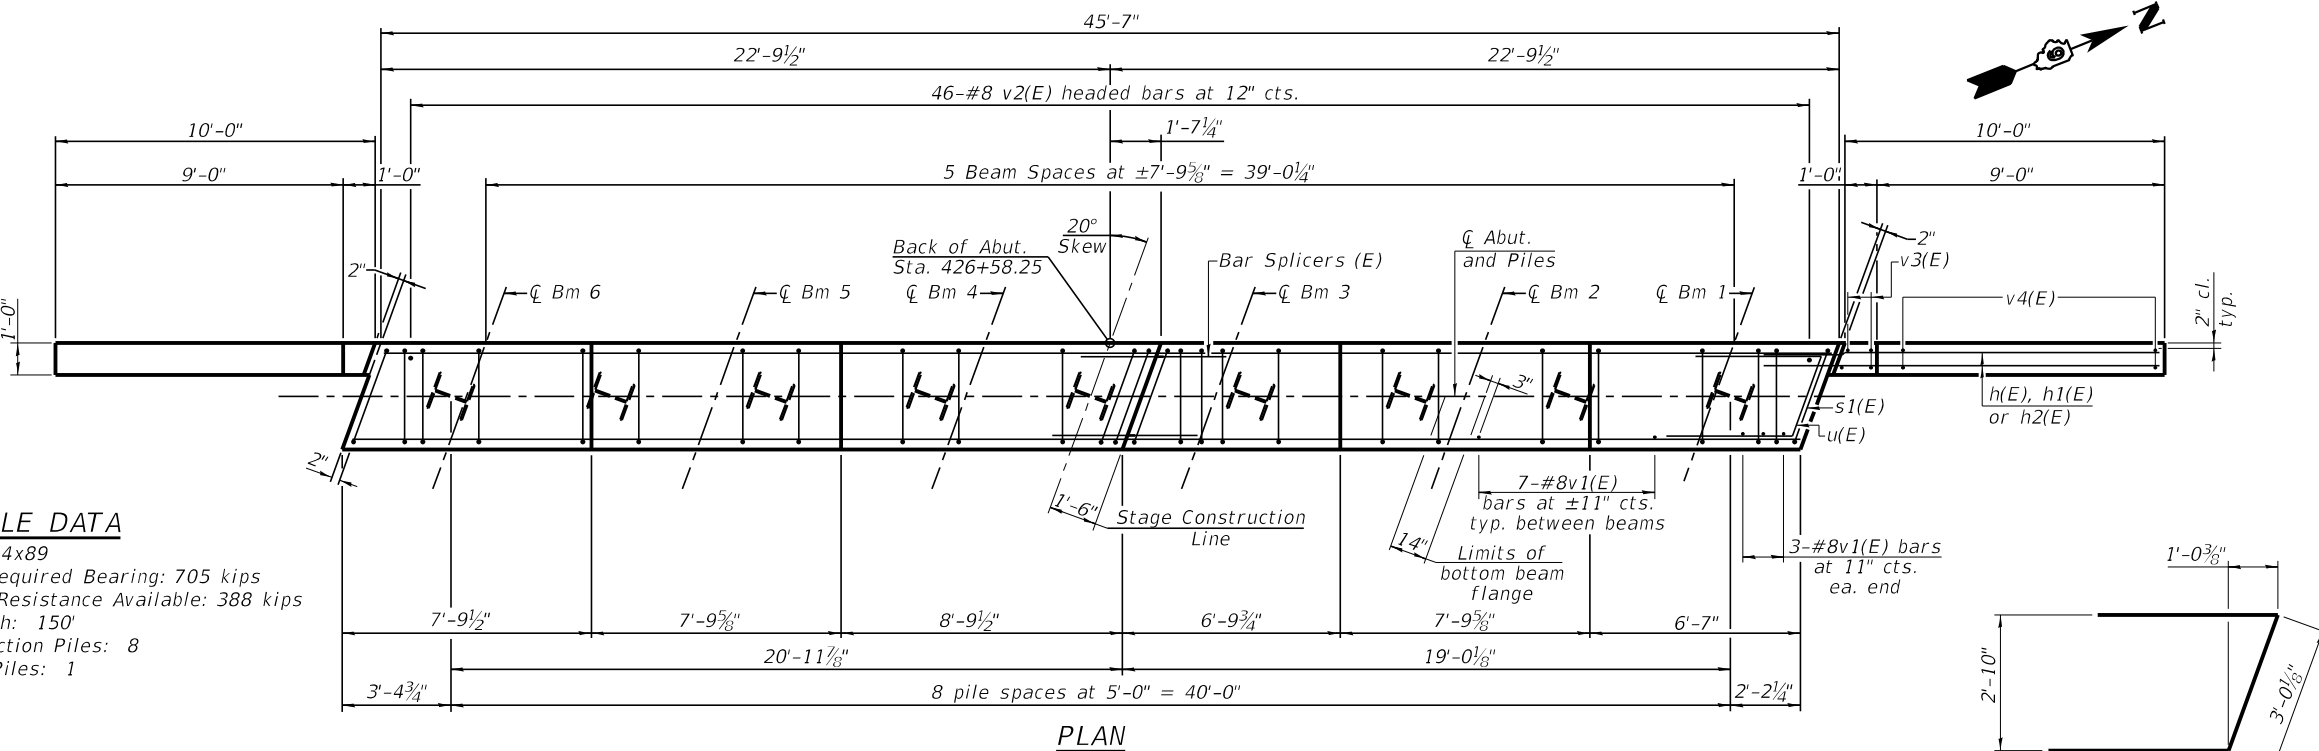 45'-7"
22'-9½" 22'-9½"
46-#8 v2(E) headed bars at 12" cts.
N
10'-0" 1'-7¼" 10'-0"
9'-0" 1'-0" 5 Beam Spaces at ±7'-9⅝" = 39'-0¼" 1'-0" 9'-0"
20°
Skew
Back of Abut.
Sta. 426+58.25
Bar Splicers (E)
℄ Abut.
and Piles
2"
2"
v3(E)
v4(E)
2" cl.
typ.
℄ Bm 6 ℄ Bm 5 ℄ Bm 4 ℄ Bm 3 ℄ Bm 2 ℄ Bm 1
1'-0"
3"
h(E), h1(E)
or h2(E)
s1(E)
u(E)
2"
1'-6"
Stage Construction
Line
7-#8v1(E)
bars at ±11" cts.
typ. between beams
14"
Limits of
bottom beam
flange
3-#8v1(E) bars
at 11" cts.
ea. end
LE DATA
4x89
equired Bearing: 705 kips
Resistance Available: 388 kips
h: 150'
ction Piles: 8
Piles: 1
7'-9½" 7'-9⅝" 8'-9½" 6'-9¾" 7'-9⅝" 6'-7"
20'-11⅞" 19'-0⅛"
3'-4¾" 8 pile spaces at 5'-0" = 40'-0" 2'-2¼"
PLAN
1'-0⅜"
2'-10"
3'-0⅛"